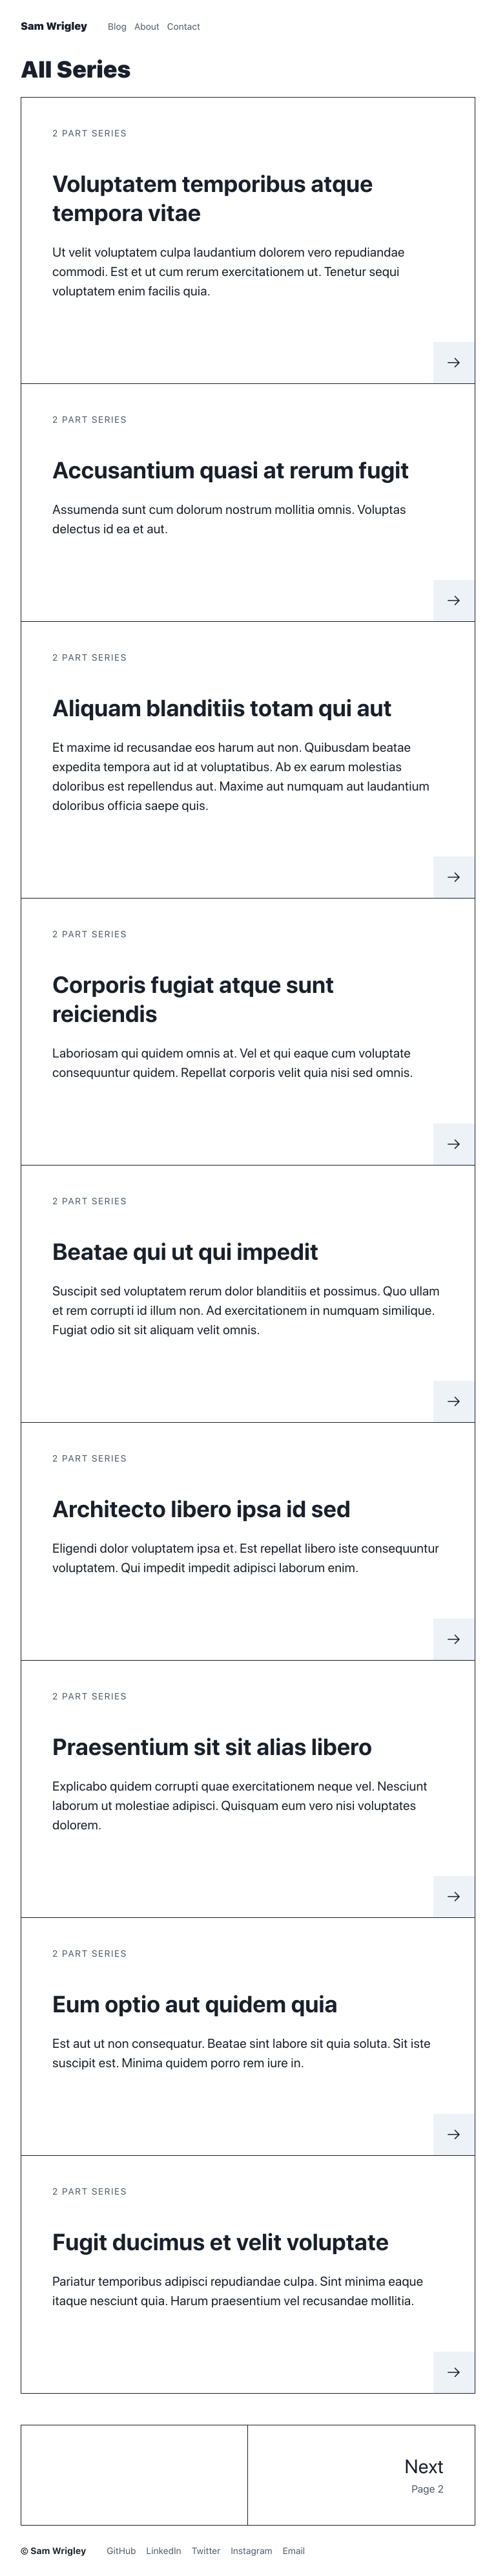 Sam Wrigley Blog About Contact
All Series
2 PART SERIES
Voluptatem temporibus atque
tempora vitae
Ut velit voluptatem culpa laudantium dolorem vero repudiandae
commodi. Est et ut cum rerum exercitationem ut. Tenetur sequi
voluptatem enim facilis quia.
2 PART SERIES
Accusantium quasi at rerum fugit
Assumenda sunt cum dolorum nostrum mollitia omnis. Voluptas
delectus id ea et aut.
2 PART SERIES
Aliquam blanditiis totam qui aut
Et maxime id recusandae eos harum aut non. Quibusdam beatae
expedita tempora aut id at voluptatibus. Ab ex earum molestias
doloribus est repellendus aut. Maxime aut numquam aut laudantium
doloribus officia saepe quis.
2 PART SERIES
Corporis fugiat atque sunt
reiciendis
Laboriosam qui quidem omnis at. Vel et qui eaque cum voluptate
consequuntur quidem. Repellat corporis velit quia nisi sed omnis.
2 PART SERIES
Beatae qui ut qui impedit
Suscipit sed voluptatem rerum dolor blanditiis et possimus. Quo ullam
et rem corrupti id illum non. Ad exercitationem in numquam similique.
Fugiat odio sit sit aliquam velit omnis.
2 PART SERIES
Architecto libero ipsa id sed
Eligendi dolor voluptatem ipsa et. Est repellat libero iste consequuntur
voluptatem. Qui impedit impedit adipisci laborum enim.
2 PART SERIES
Praesentium sit sit alias libero
Explicabo quidem corrupti quae exercitationem neque vel. Nesciunt
laborum ut molestiae adipisci. Quisquam eum vero nisi voluptates
dolorem.
2 PART SERIES
Eum optio aut quidem quia
Est aut ut non consequatur. Beatae sint labore sit quia soluta. Sit iste
suscipit est. Minima quidem porro rem iure in.
2 PART SERIES
Fugit ducimus et velit voluptate
Pariatur temporibus adipisci repudiandae culpa. Sint minima eaque
itaque nesciunt quia. Harum praesentium vel recusandae mollitia.
Next
Page 2
© Sam Wrigley GitHub LinkedIn Twitter Instagram Email